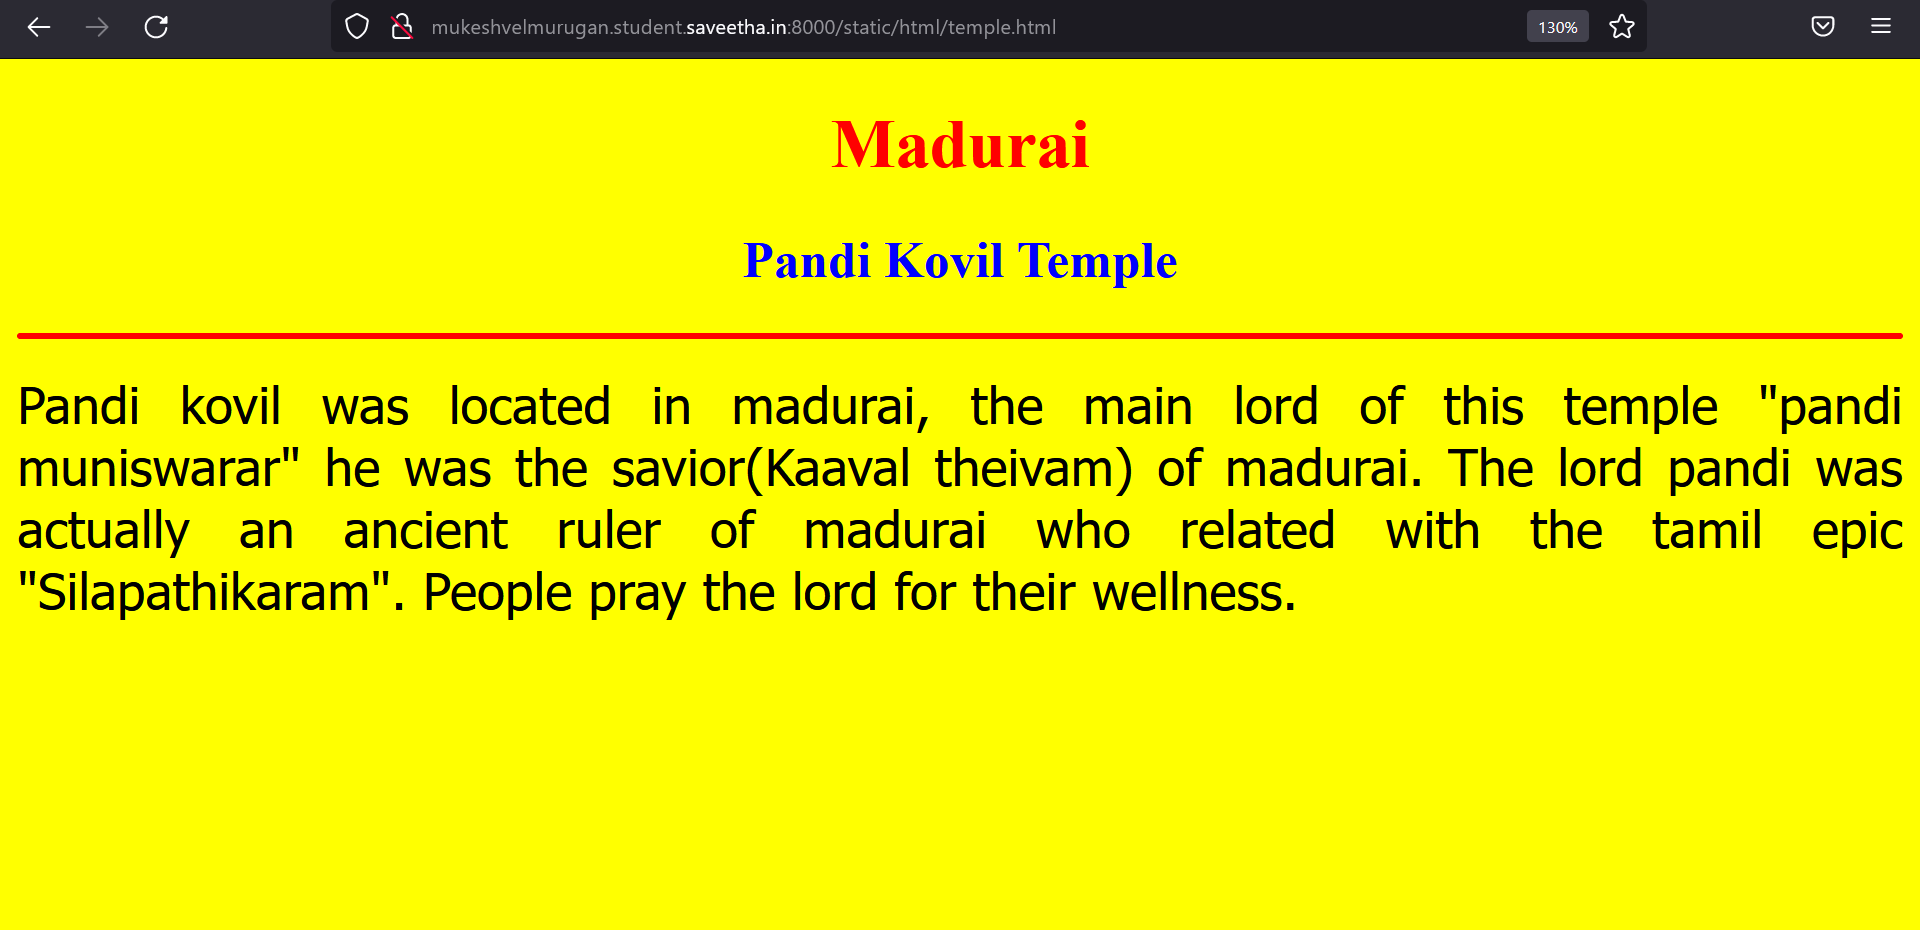 mukeshvelmurugan.student.saveetha.in:8000/static/html/temple.html 130%
Madurai
Pandi Kovil Temple
Pandi kovil was located in madurai, the main lord of this temple "pandi
muniswarar" he was the savior(Kaaval theivam) of madurai. The lord pandi was
actually an ancient ruler of madurai who related with the tamil epic
"Silapathikaram". People pray the lord for their wellness.